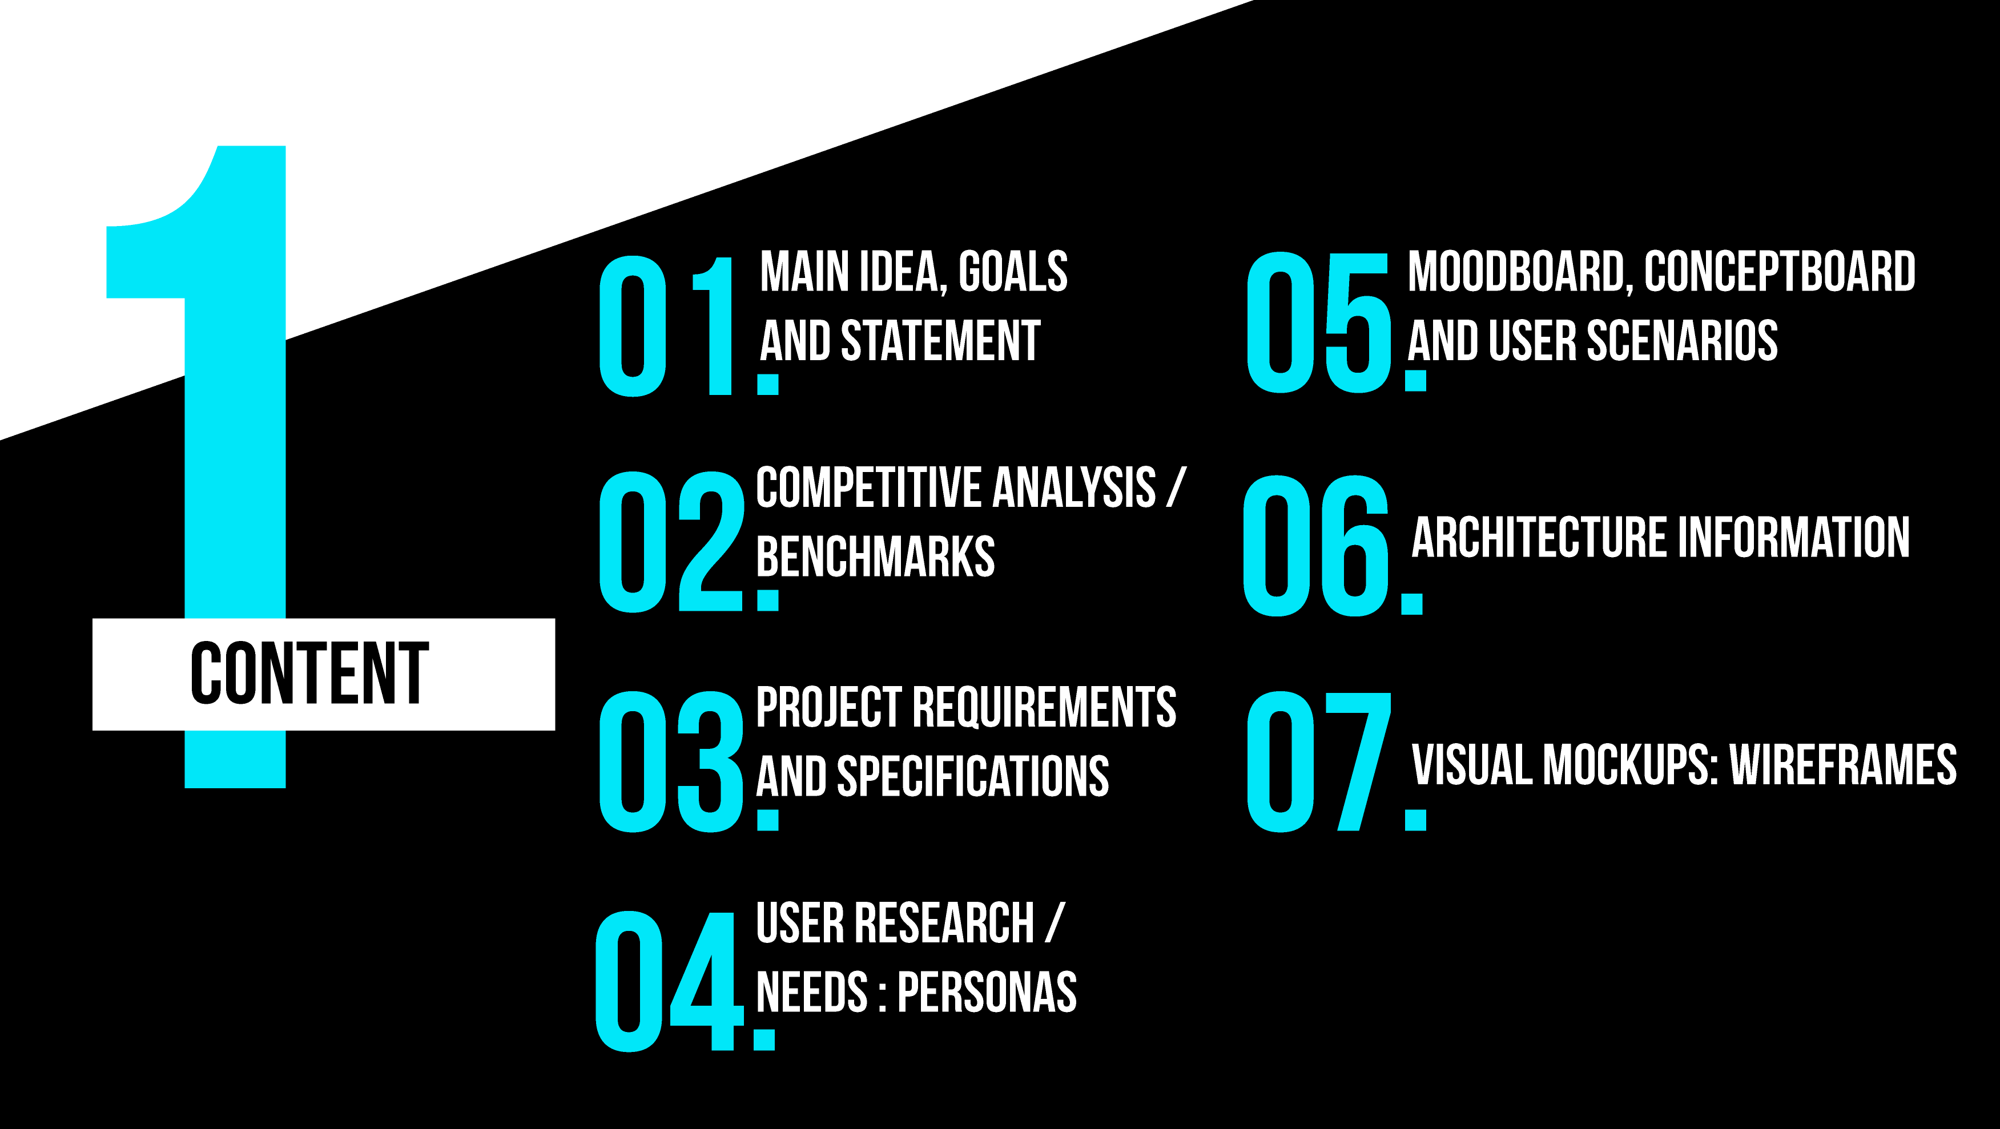 1
CONTENT
01.
MAIN IDEA, GOALS
AND STATEMENT
02.
COMPETITIVE ANALYSIS /
BENCHMARKS
03.
PROJECT REQUIREMENTS
AND SPECIFICATIONS
04.
USER RESEARCH /
NEEDS : PERSONAS
05.
MOODBOARD, CONCEPTBOARD
AND USER SCENARIOS
06.
ARCHITECTURE INFORMATION
07.
VISUAL MOCKUPS: WIREFRAMES